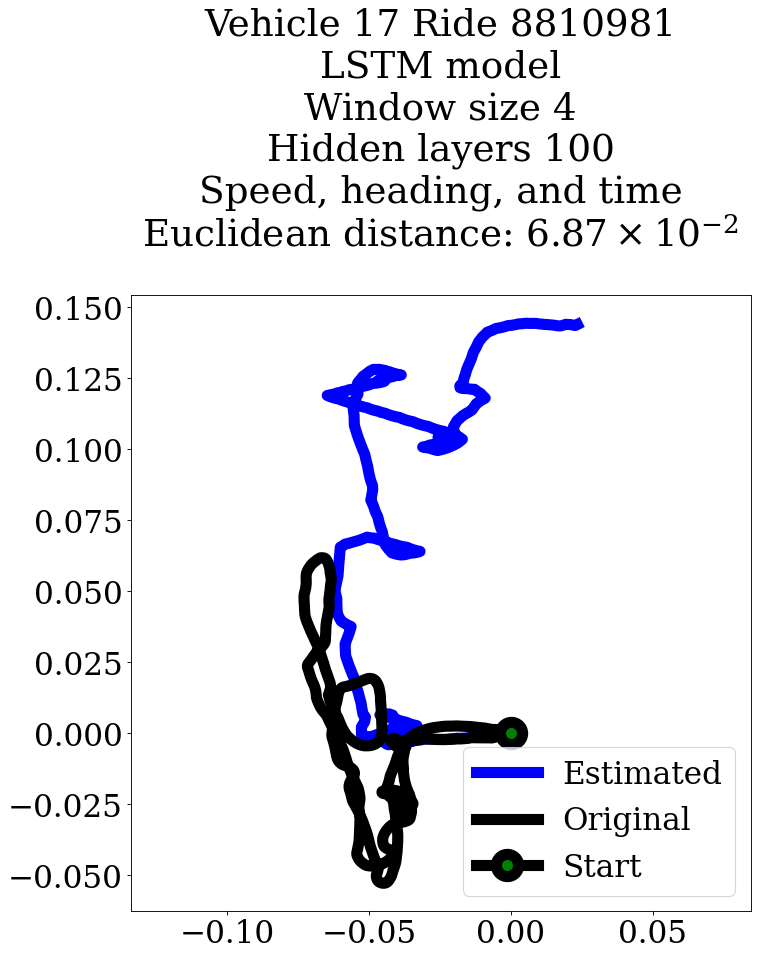 Vehicle 17 Ride 8810981
LSTM model
Window size 4
Hidden layers 100
Speed, heading, and time
Euclidean distance: 6.87 × 10⁻²
0.150
0.125
0.100
0.075
0.050
0.025
0.000
−0.025
−0.050
Estimated
Original
Start
−0.10
−0.05
0.00
0.05